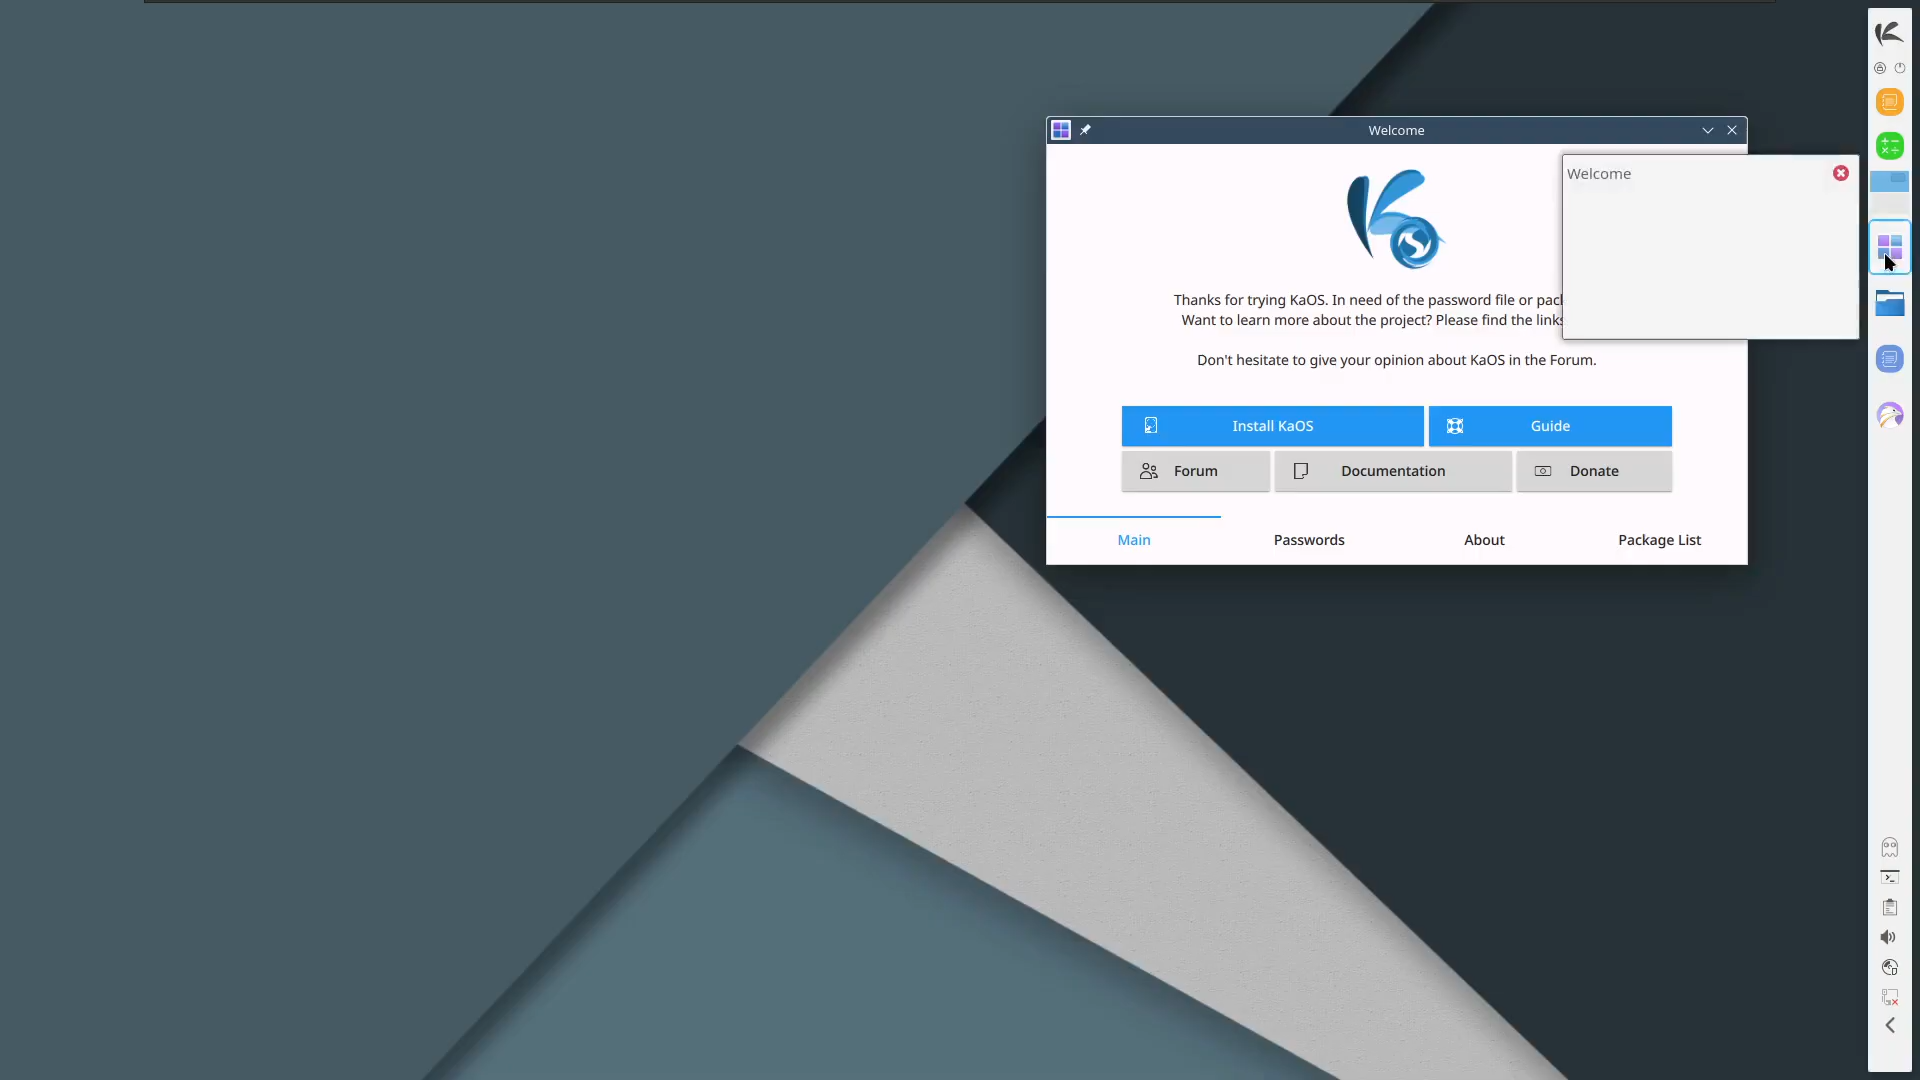 Welcome
Welcome
Thanks for trying KaOS. In need of the password file or
Want to learn more about the project? Please find the
Don't hesitate to give your opinion about KaOS in the Forum.
Install KaOS
Guide
Forum
Documentation
Donate
Main
Passwords
About
Package List